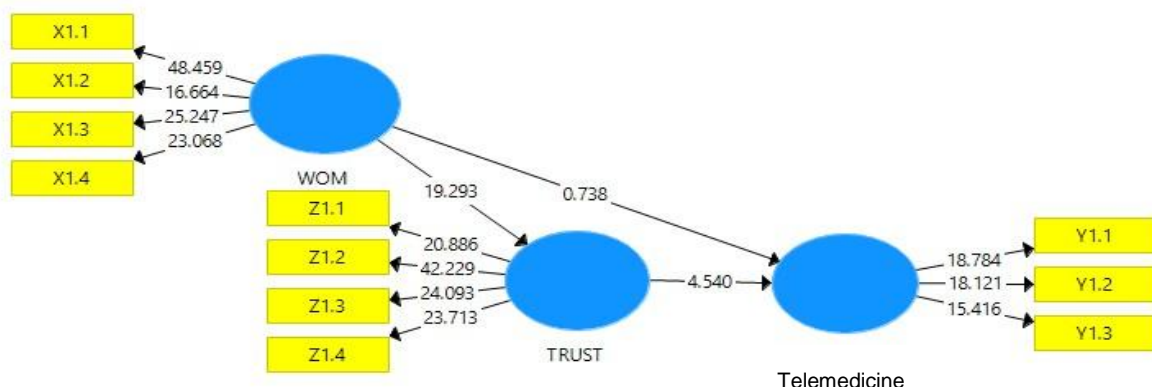 X1.1
X1.2
X1.3
X1.4
48.459
16.664
25.247
23.068
WOM
19.293
0.738
Z1.1
Z1.2
Z1.3
Z1.4
20.886
42.229
24.093
23.713
TRUST
4.540
Telemedicine
18.784
18.121
15.416
Y1.1
Y1.2
Y1.3